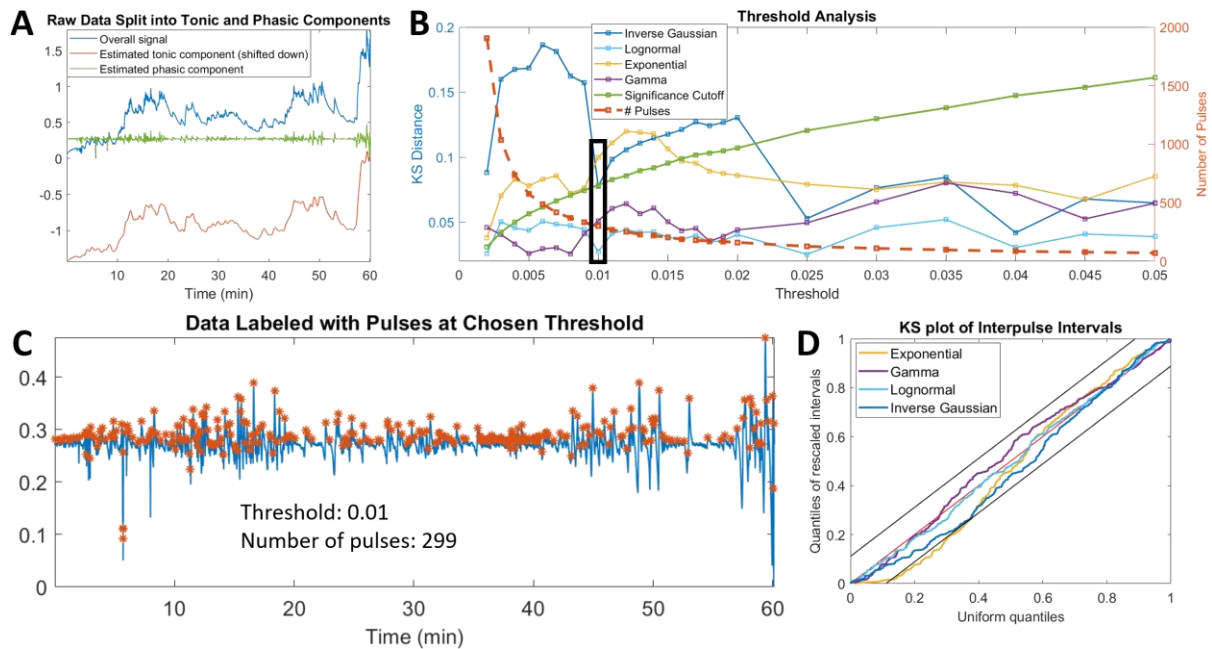 A
Raw Data Split into Tonic and Phasic Components
Overall signal
Estimated tonic component (shifted down)
Estimated phasic component
1.5
1
0.5
0
-0.5
-1
10 20 30 40 50 60
Time (min)
B
Threshold Analysis
Inverse Gaussian
Lognormal
Exponential
Gamma
Significance Cutoff
# Pulses
KS Distance
0.2
0.15
0.1
0.05
Number of Pulses
2000
1500
1000
500
0
0 0.005 0.01 0.015 0.02 0.025 0.03 0.035 0.04 0.045 0.05
Threshold
C
Data Labeled with Pulses at Chosen Threshold
0.4
0.3
0.2
0.1
0
Threshold: 0.01
Number of pulses: 299
10 20 30 40 50 60
Time (min)
D
KS plot of Interpulse Intervals
Exponential
Gamma
Lognormal
Inverse Gaussian
Quantiles of rescaled intervals
1
0.8
0.6
0.4
0.2
0
0 0.2 0.4 0.6 0.8 1
Uniform quantiles